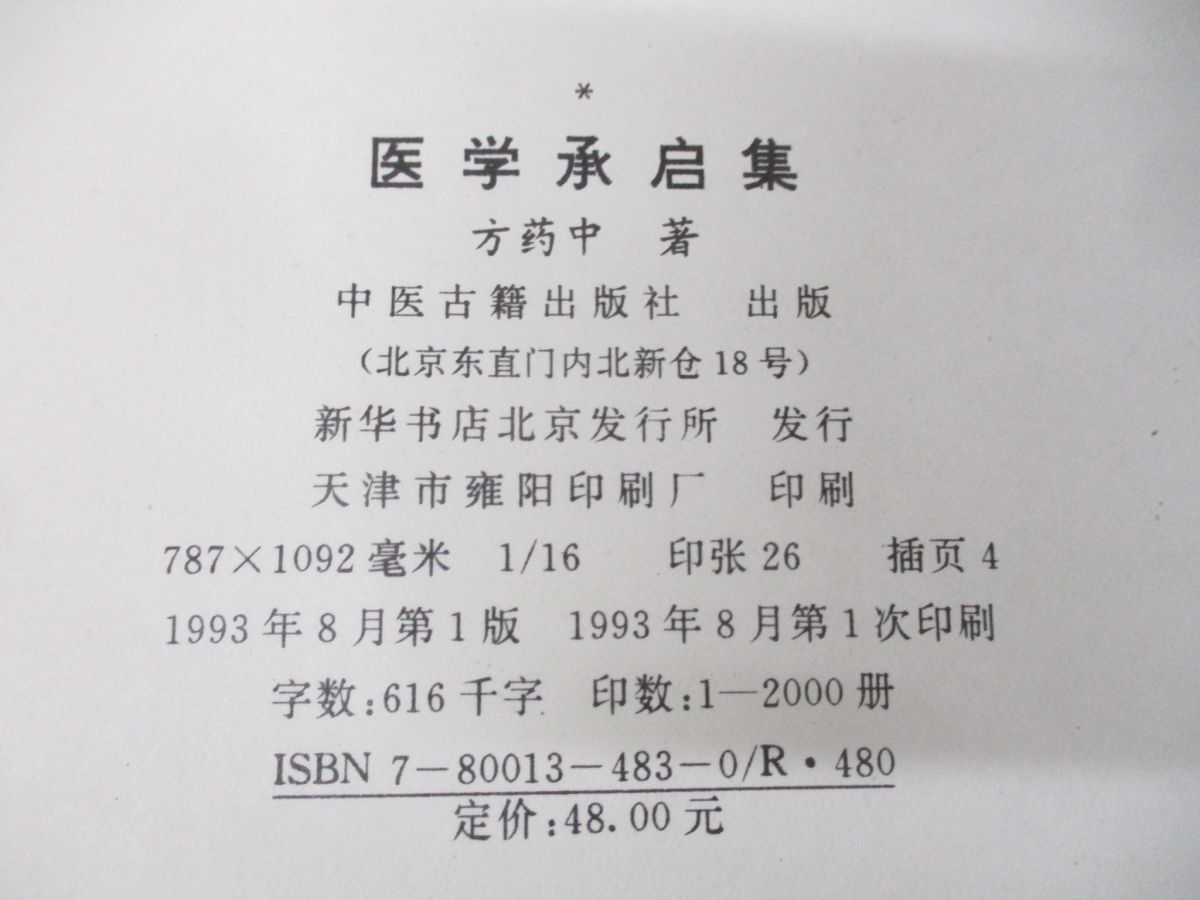 *
医学承启集
方药中 著
中医古籍出版社 出版
(北京东直门内北新仓18号)
新华书店北京发行所 发行
天津市雍阳印刷厂 印刷
787×1092毫米 1/16 印张26 插页4
1993年8月第1版 1993年8月第1次印刷
字数:616千字 印数:1—2000册
ISBN 7-80013-483-0/R·480
定价:48.00元